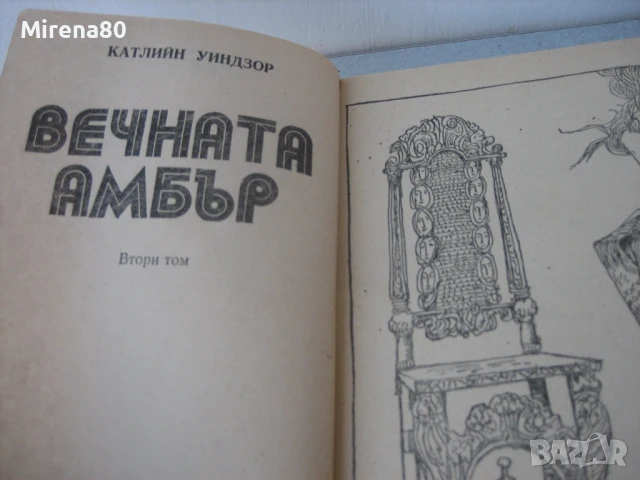 Mirena80
КАТЛИЙН УИНДЗОР
ВЕЧНАТА
АМБЪР
Втори том
BAZAR